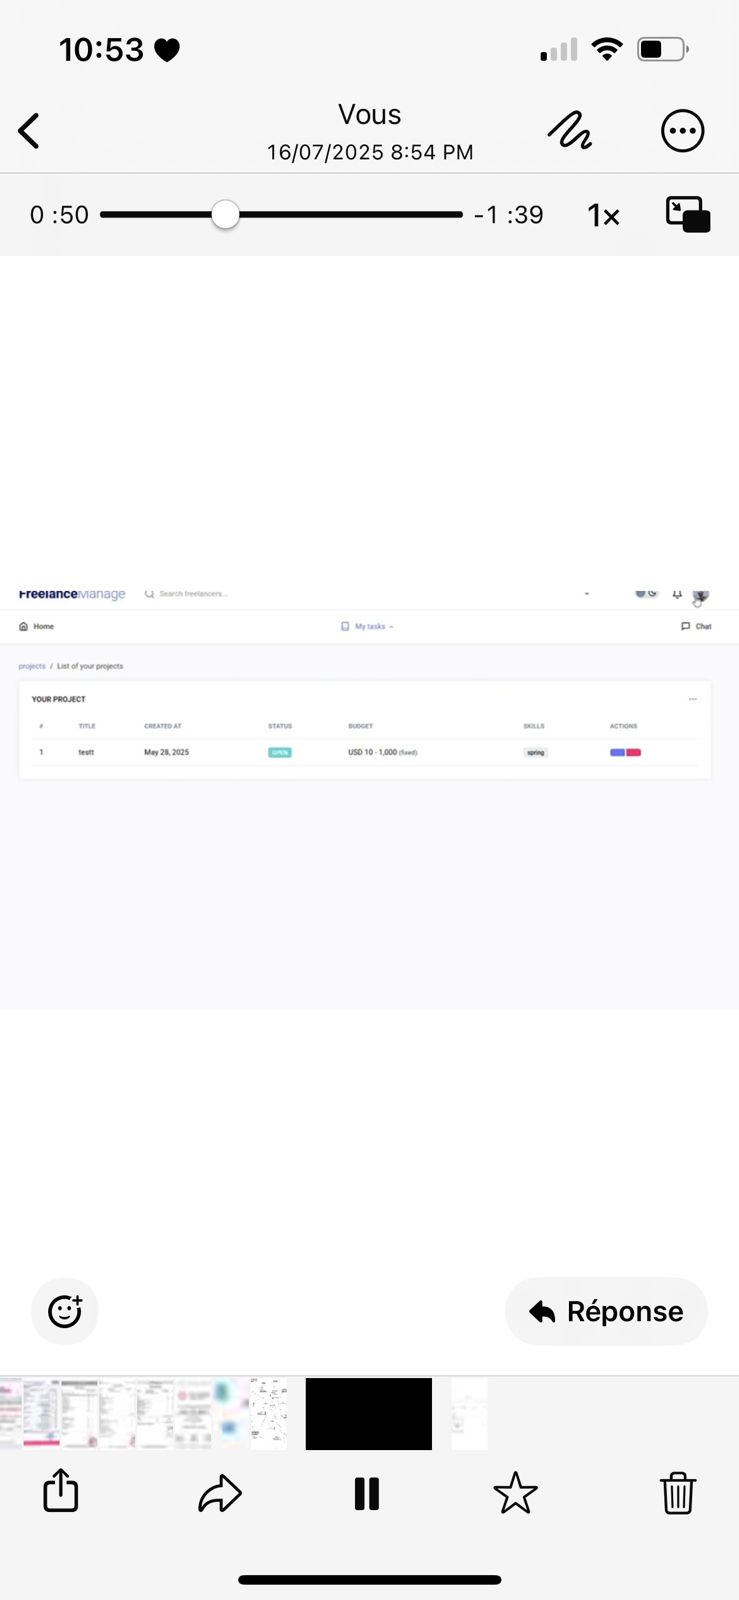 10:53
Vous
16/07/2025 8:54 PM
0 :50 -1 :39 1x
FreelanceManage Search freelancers...
Home My tasks Chat
projects / List of your projects
YOUR PROJECT
# TITLE CREATED AT STATUS BUDGET SKILLS ACTIONS
1 testt May 28, 2025 OPEN USD 10 - 1,000 (fixed) spring
Réponse